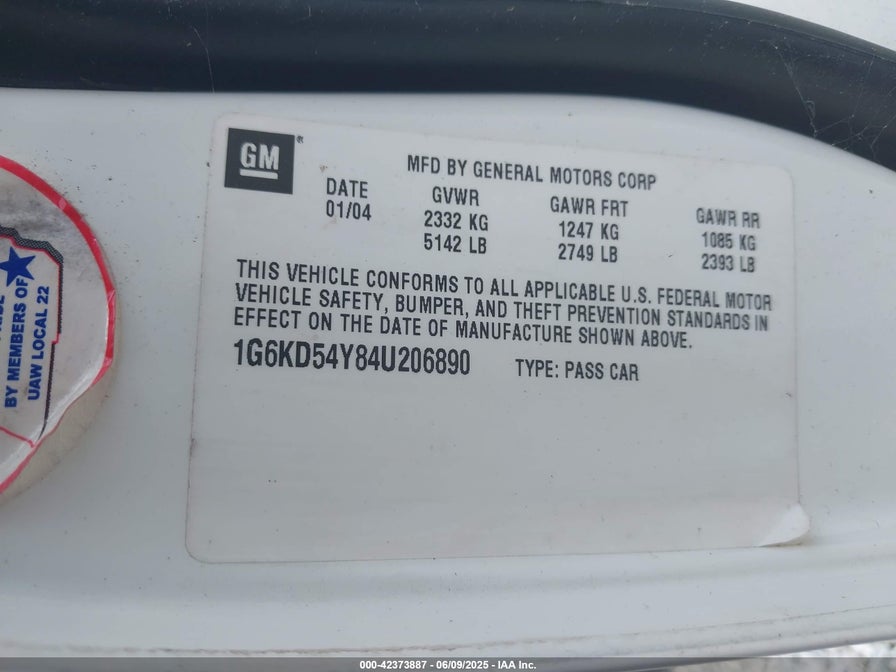 GM
®
MFD BY GENERAL MOTORS CORP
DATE GVWR GAWR FRT GAWR RR
01/04 2332 KG 1247 KG 1085 KG
5142 LB 2749 LB 2393 LB
THIS VEHICLE CONFORMS TO ALL APPLICABLE U.S. FEDERAL MOTOR
VEHICLE SAFETY, BUMPER, AND THEFT PREVENTION STANDARDS IN
EFFECT ON THE DATE OF MANUFACTURE SHOWN ABOVE.
1G6KD54Y84U206890 TYPE: PASS CAR
BY MEMBERS OF
UAW LOCAL 22
000-42373887 - 06/09/2025 - IAA Inc.